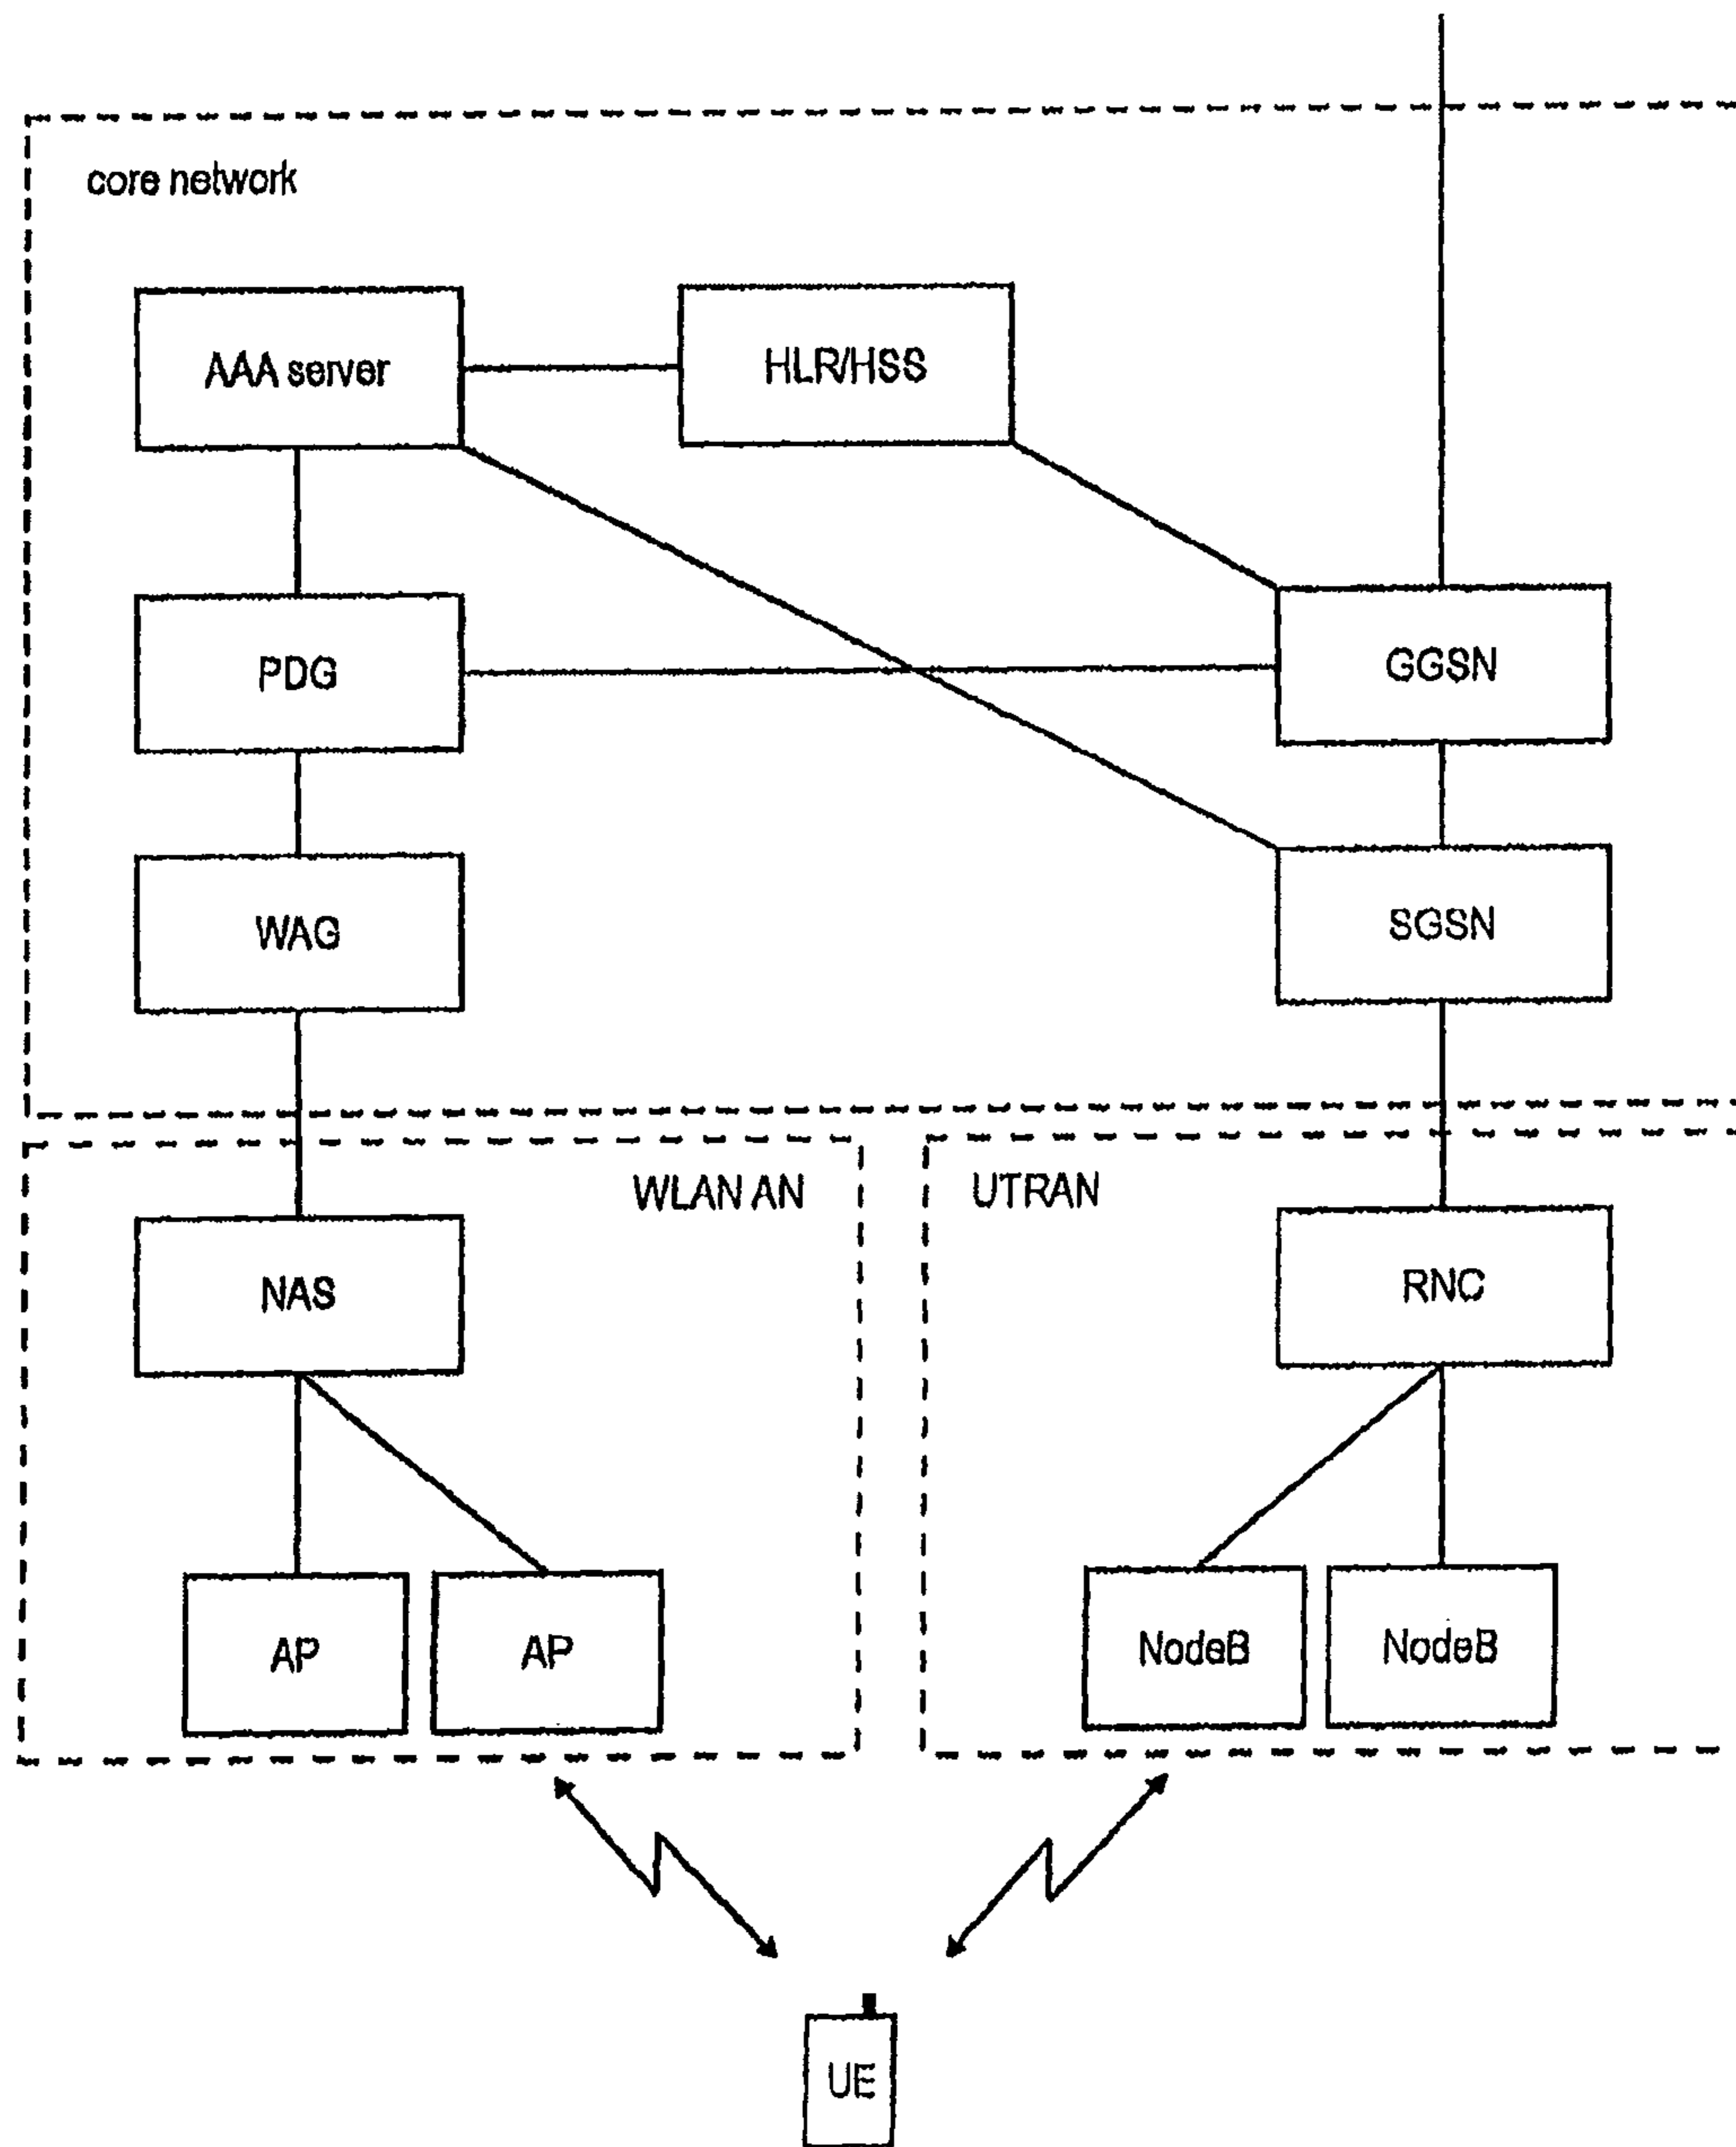 core network
AAA server
HLR/HSS
PDG
GGSN
WAG
SGSN
WLAN AN
UTRAN
NAS
RNC
AP
AP
NodeB
NodeB
UE